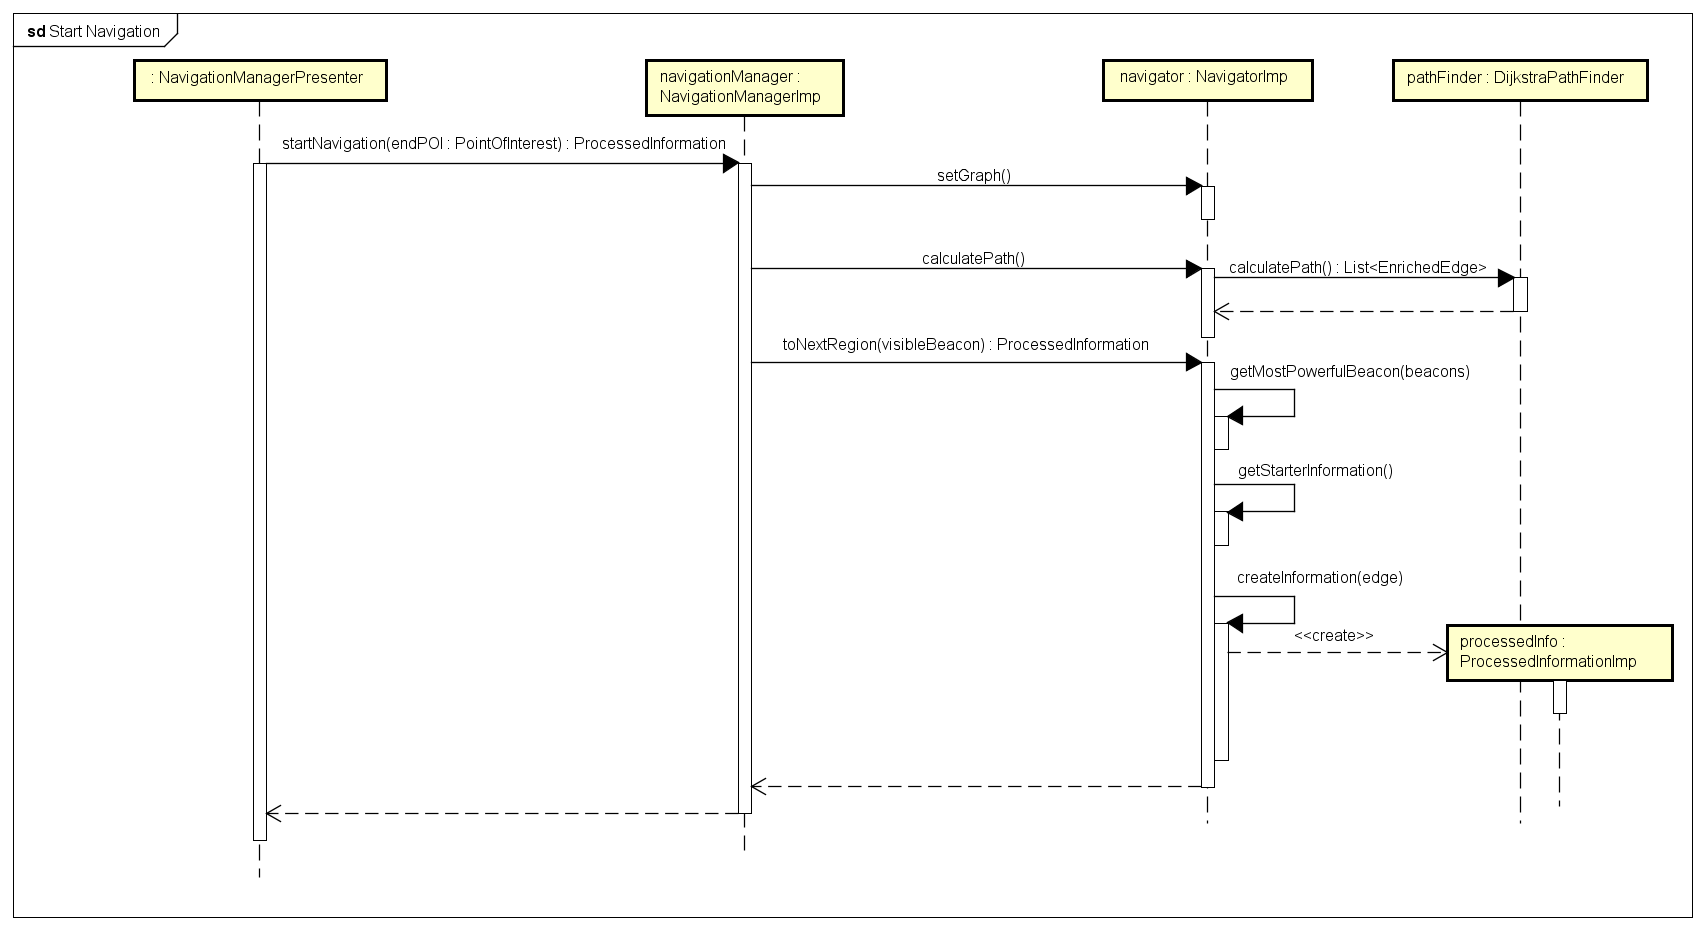 sd Start Navigation
: NavigationManagerPresenter
navigationManager :
NavigationManagerImp
navigator : NavigatorImp
pathFinder : DijkstraPathFinder
startNavigation(endPOI : PointOfInterest) : ProcessedInformation
setGraph()
calculatePath()
calculatePath() : List<EnrichedEdge>
toNextRegion(visibleBeacon) : ProcessedInformation
getMostPowerfulBeacon(beacons)
getStarterInformation()
createInformation(edge)
<<create>>
processedInfo :
ProcessedInformationImp